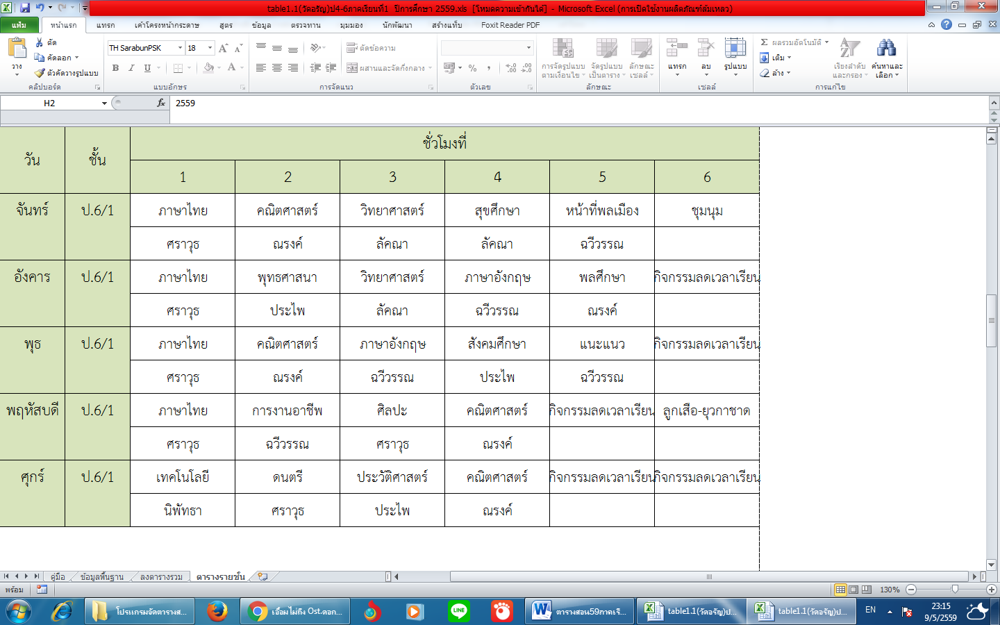 table1.1(วัดอรัญ)ป4-6ภาคเรียนที่1 ปีการศึกษา 2559.xls [โหมดความเข้ากันได้] - Microsoft Excel (การเปิดใช้งานผลิตภัณฑ์ล้มเหลว)
แฟ้ม หน้าแรก แทรก เค้าโครงหน้ากระดาษ สูตร ข้อมูล ตรวจทาน มุมมอง นักพัฒนา สร้างแท็บ Foxit Reader PDF
วาง ตัด คัดลอก ตัวคัดวางรูปแบบ
คลิปบอร์ด
TH SarabunPSK 18
B I U A
แบบอักษร
ตัดข้อความ
ผสานและจัดกึ่งกลาง
การจัดแนว
ตัวเลข
การจัดรูปแบบตามเงื่อนไข จัดรูปแบบเป็นตาราง ลักษณะเซลล์
ลักษณะ
แทรก ลบ รูปแบบ
เซลล์
ผลรวมอัตโนมัติ
เติม
ล้าง
เรียงลำดับและกรอง ค้นหาและเลือก
การแก้ไข
H2 fx 2559
วัน ชั้น ชั่วโมงที่
1 2 3 4 5 6
จันทร์ ป.6/1 ภาษาไทย คณิตศาสตร์ วิทยาศาสตร์ สุขศึกษา หน้าที่พลเมือง ชุมนุม
ศราวุธ ณรงค์ ลัคณา ลัคณา ฉวีวรรณ
อังคาร ป.6/1 ภาษาไทย พุทธศาสนา วิทยาศาสตร์ ภาษาอังกฤษ พลศึกษา กิจกรรมลดเวลาเรียน
ศราวุธ ประไพ ลัคณา ฉวีวรรณ ณรงค์
พุธ ป.6/1 ภาษาไทย คณิตศาสตร์ ภาษาอังกฤษ สังคมศึกษา แนะแนว กิจกรรมลดเวลาเรียน
ศราวุธ ณรงค์ ฉวีวรรณ ประไพ ฉวีวรรณ
พฤหัสบดี ป.6/1 ภาษาไทย การงานอาชีพ ศิลปะ คณิตศาสตร์ กิจกรรมลดเวลาเรียน ลูกเสือ-ยุวกาชาด
ศราวุธ ฉวีวรรณ ศราวุธ ณรงค์
ศุกร์ ป.6/1 เทคโนโลยี ดนตรี ประวัติศาสตร์ คณิตศาสตร์ กิจกรรมลดเวลาเรียน กิจกรรมลดเวลาเรียน
นิพัทธา ศราวุธ ประไพ ณรงค์
คู่มือ ข้อมูลพื้นฐาน ลงตารางรวม ตารางรายชั้น
พร้อม 130%
โปรแกรมจัดตารางส... เอื้อมไม่ถึง Ost.ดอก... LINE ตารางสอน59ภาคเรี... table1.1(วัดอรัญ)ป... table1.1(วัดอรัญ)ป... EN 23:15
9/5/2559